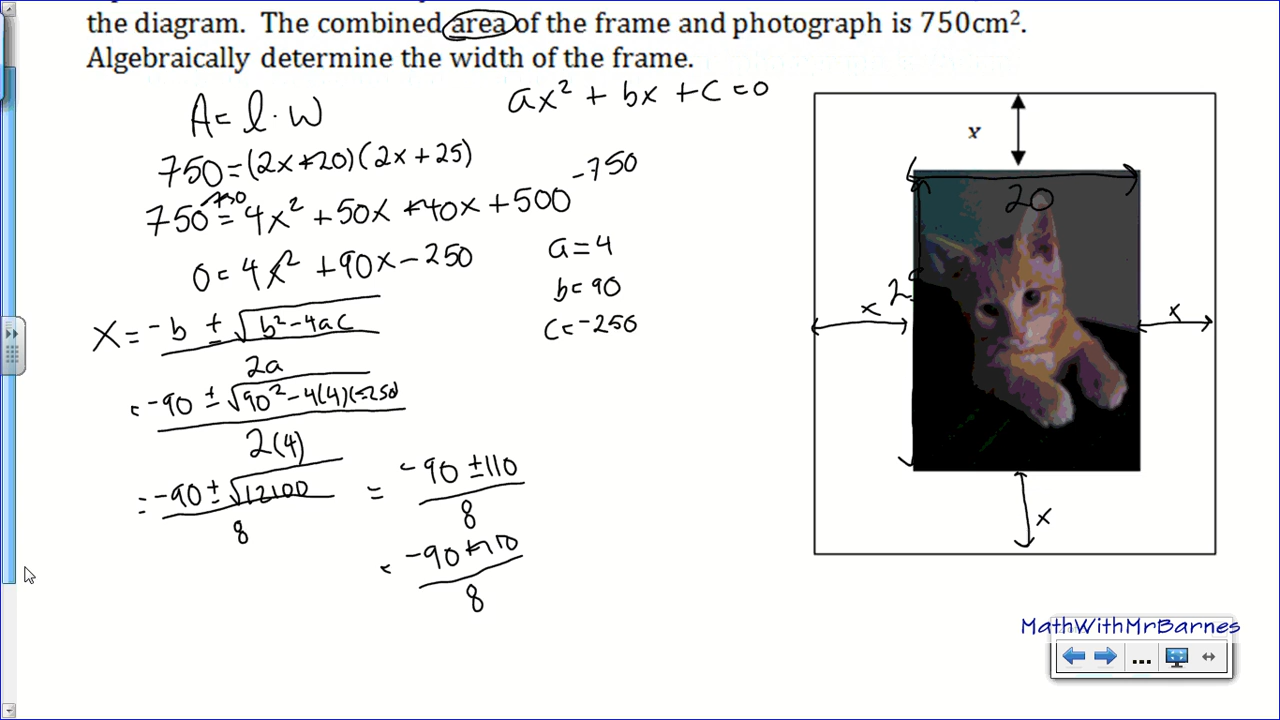 the diagram. The combined area of the frame and photograph is 750cm².
Algebraically determine the width of the frame.
A = l · w
ax² + bx + c = 0
750 = (2x + 20)(2x + 25)
750 = 4x² + 50x + 40x + 500
-750
-750
0 = 4x² + 90x - 250
a = 4
b = 90
c = -250
x = -b ± √b² - 4ac
2a
= -90 ± √90² - 4(4)(-250)
2(4)
= -90 ± √12100
8
= -90 ± 110
8
= -90 + 110
8
x
20
x
x
x
MathWithMrBarnes